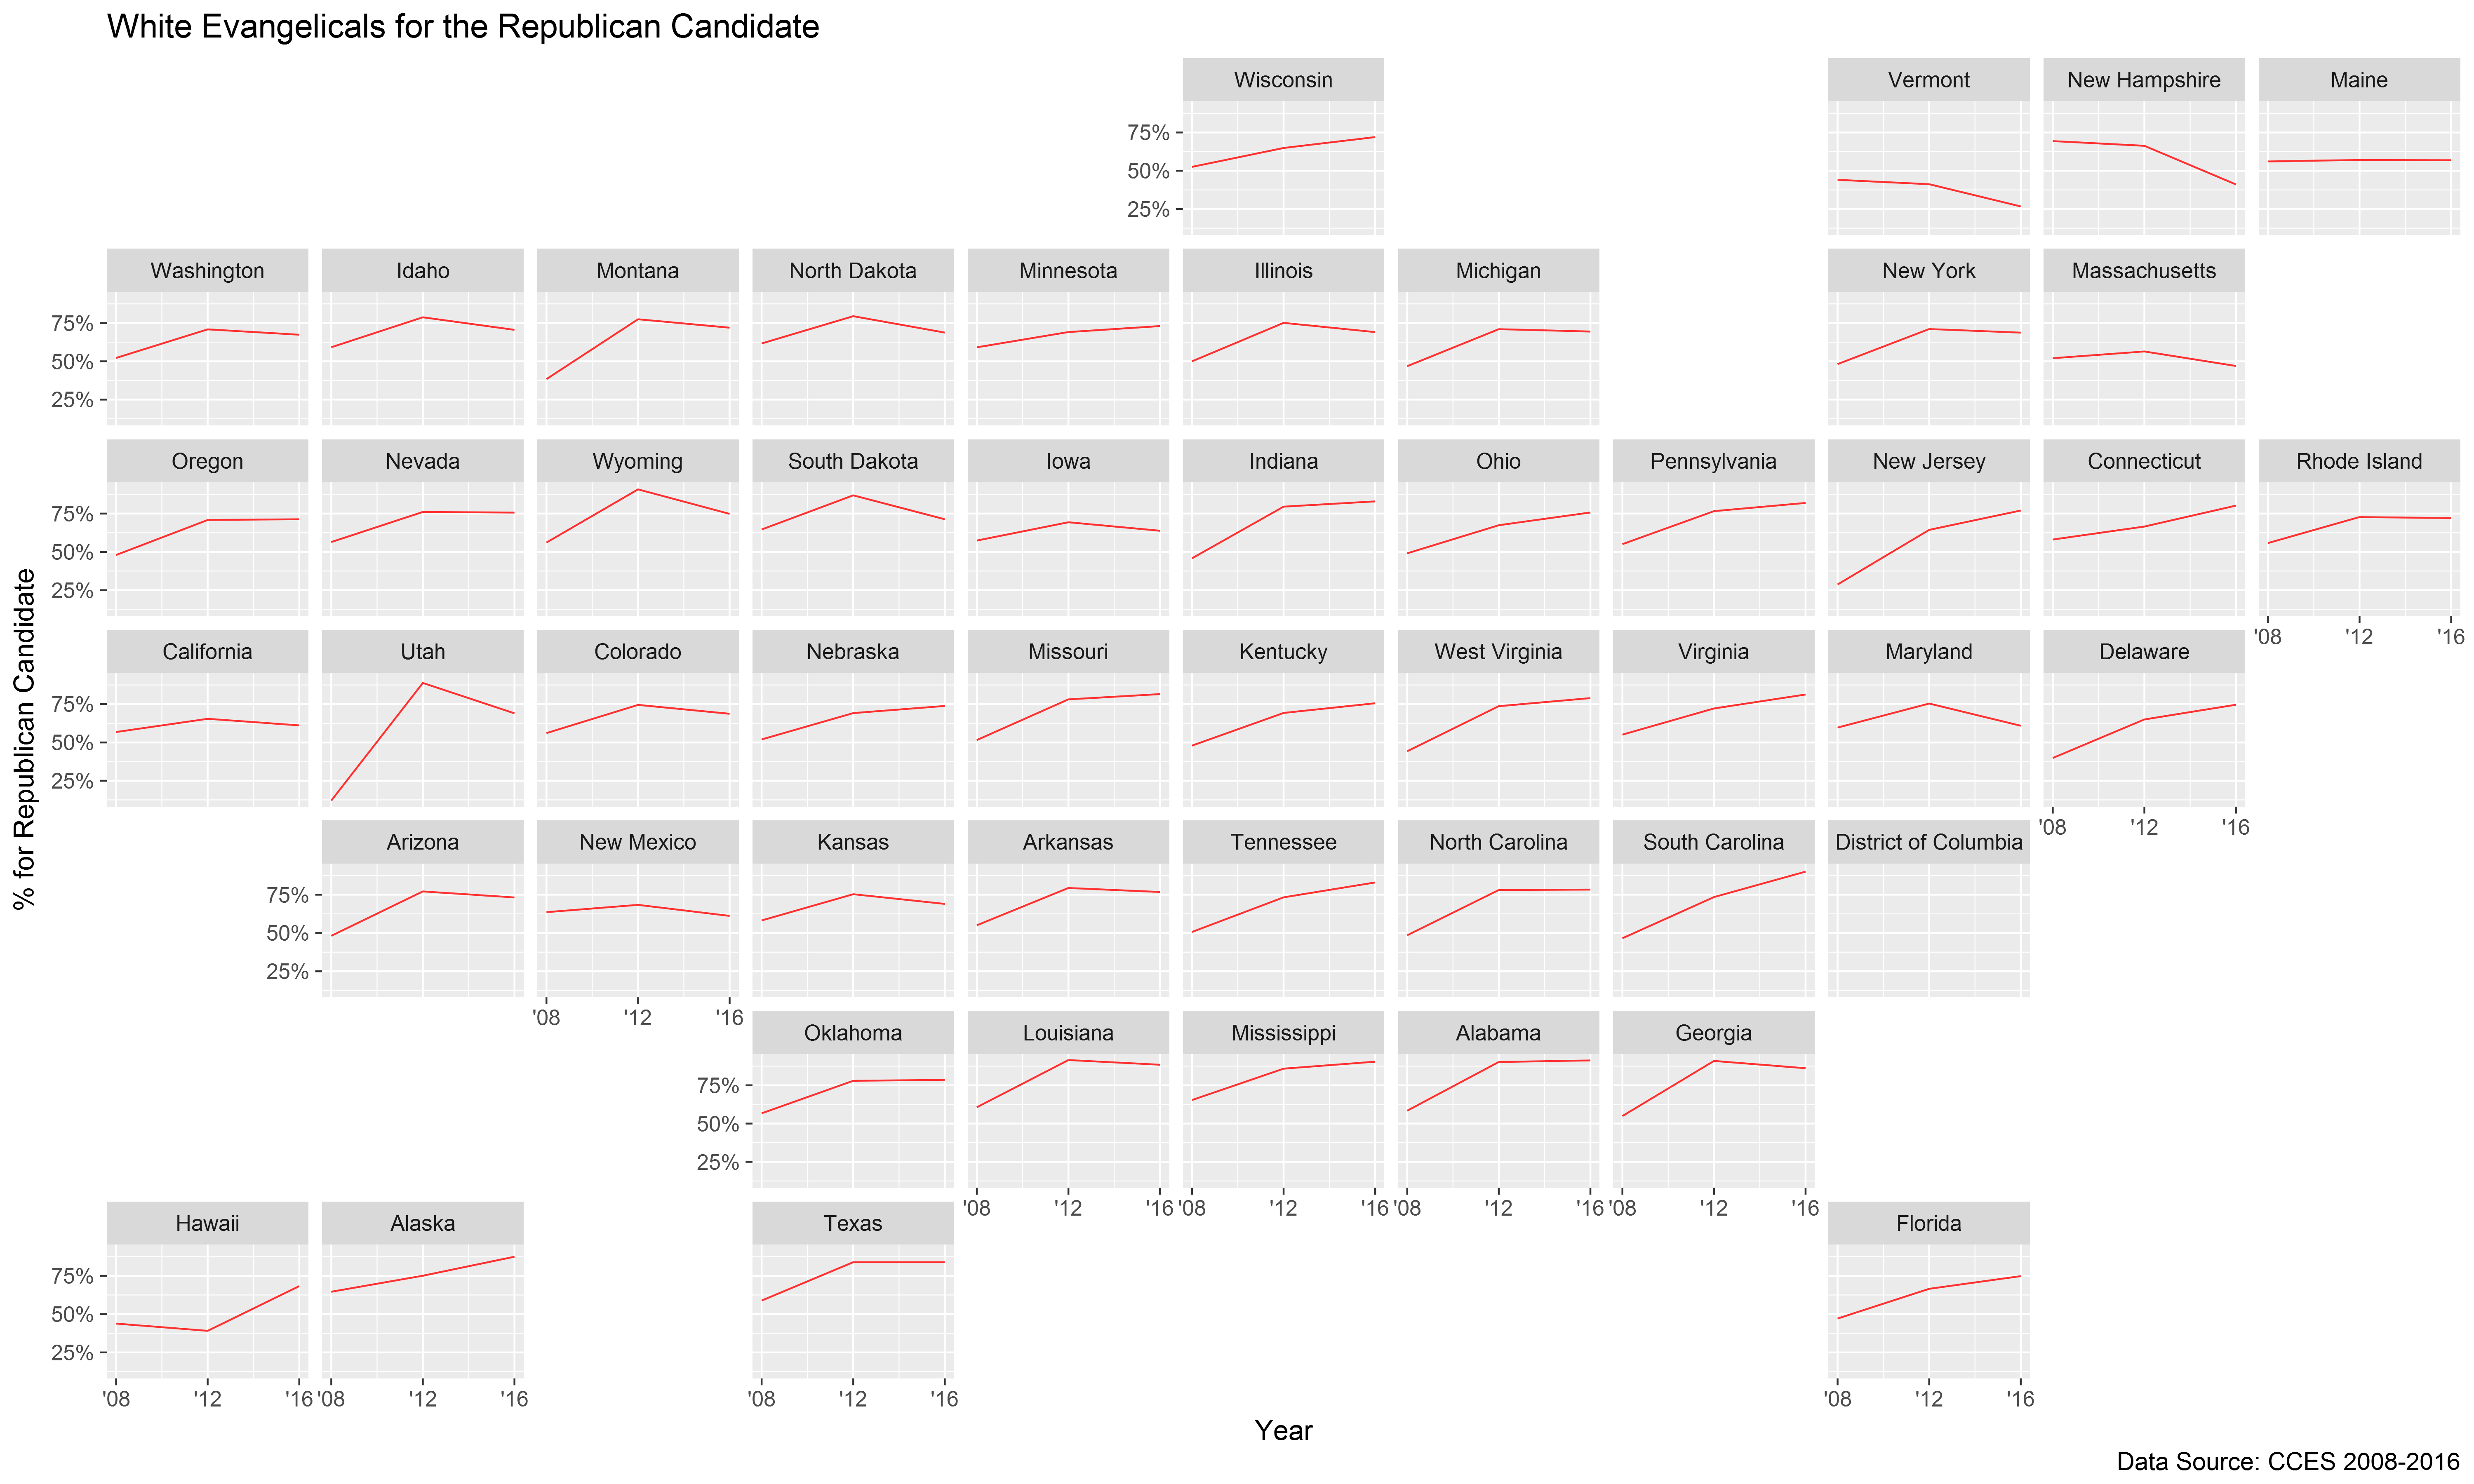 White Evangelicals for the Republican Candidate
Wisconsin Vermont New Hampshire Maine
75%
50%
25%
Washington Idaho Montana North Dakota Minnesota Illinois Michigan New York Massachusetts
75%
50%
25%
Oregon Nevada Wyoming South Dakota Iowa Indiana Ohio Pennsylvania New Jersey Connecticut Rhode Island
75%
50%
25%
'08 '12 '16
% for Republican Candidate
California Utah Colorado Nebraska Missouri Kentucky West Virginia Virginia Maryland Delaware
75%
50%
25%
'08 '12 '16
Arizona New Mexico Kansas Arkansas Tennessee North Carolina South Carolina District of Columbia
75%
50%
25%
'08 '12 '16
Oklahoma Louisiana Mississippi Alabama Georgia
75%
50%
25%
'08 '12 '16 '08 '12 '16 '08 '12 '16 '08 '12 '16
Hawaii Alaska Texas Florida
75%
50%
25%
'08 '12 '16 '08 '12 '16 '08 '12 '16 '08 '12 '16
Year
Data Source: CCES 2008-2016